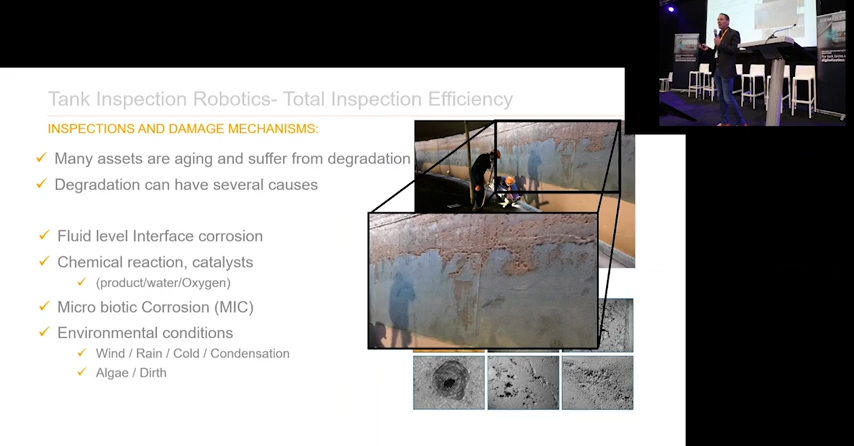 Tank Inspection Robotics- Total Inspection Efficiency
INSPECTIONS AND DAMAGE MECHANISMS:
Many assets are aging and suffer from degradation
Degradation can have several causes
Fluid level Interface corrosion
Chemical reaction, catalysts
(product/water/Oxygen)
Micro biotic Corrosion (MIC)
Environmental conditions
Wind / Rain / Cold / Condensation
Algae / Dirth